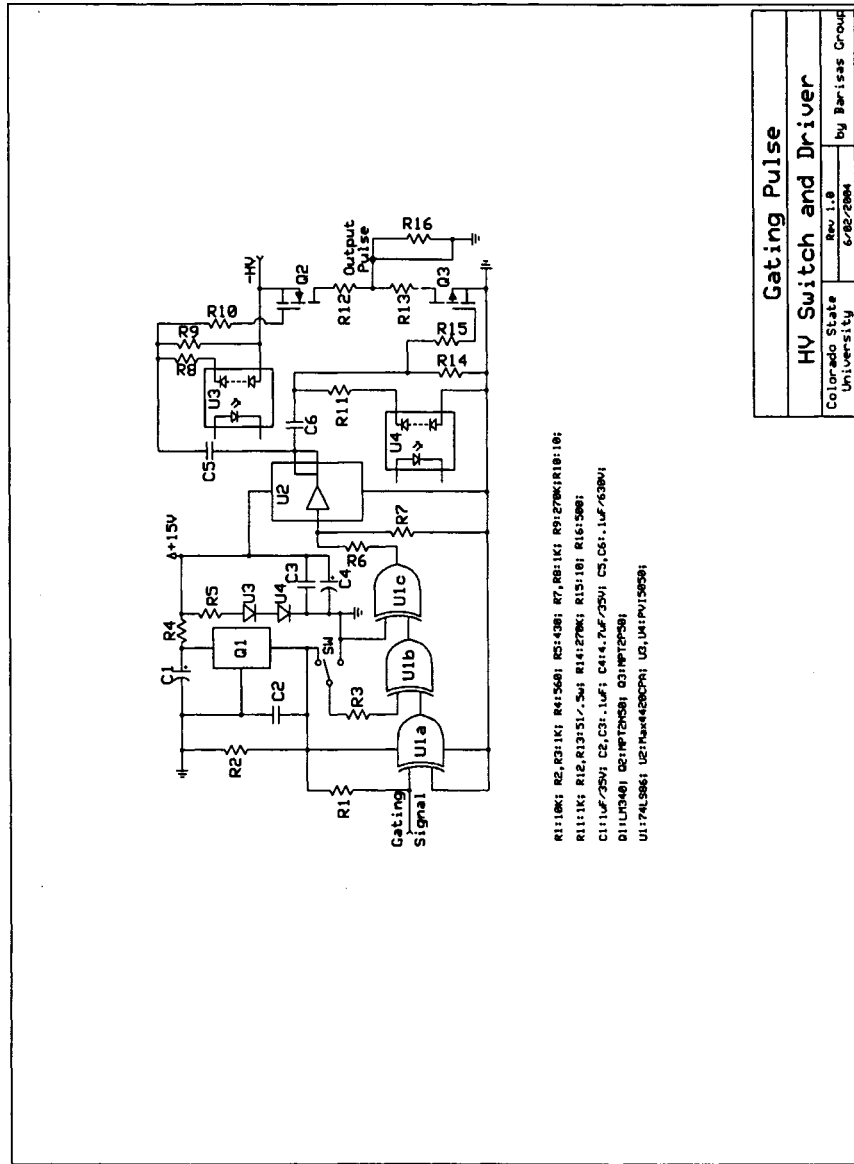 C1
R4
R5
U3
U4
+15V
Q1
C2
R2
SW
C3
C4
R3
R1
Gating
Signal
U1a
U1b
U1c
R6
R7
U2
C5
C6
U3
R8
R9
R10
-HV
Q2
R12
Output
Pulse
R13
R16
Q3
R15
R14
R11
U4
R1:10K; R2,R3:1K; R4:560; R5:430; R7,R8:1K; R9:270K;R10:10;
R11:1K; R12,R13:51/.5w; R14:270K; R15:10; R16:500;
C1:1uF/35V; C2,C3:.1uF; C4:4.7uF/35V; C5,C6:.1uF/630V;
Q1:LM340; Q2:MPT2N50; Q3:MPT2P50;
U1:74LS86; U2:Max4420CPA; U3,U4:PVI5050;
Gating Pulse
HV Switch and Driver
Colorado State
University
Rev 1.0
6/02/2004
by Barisas Group